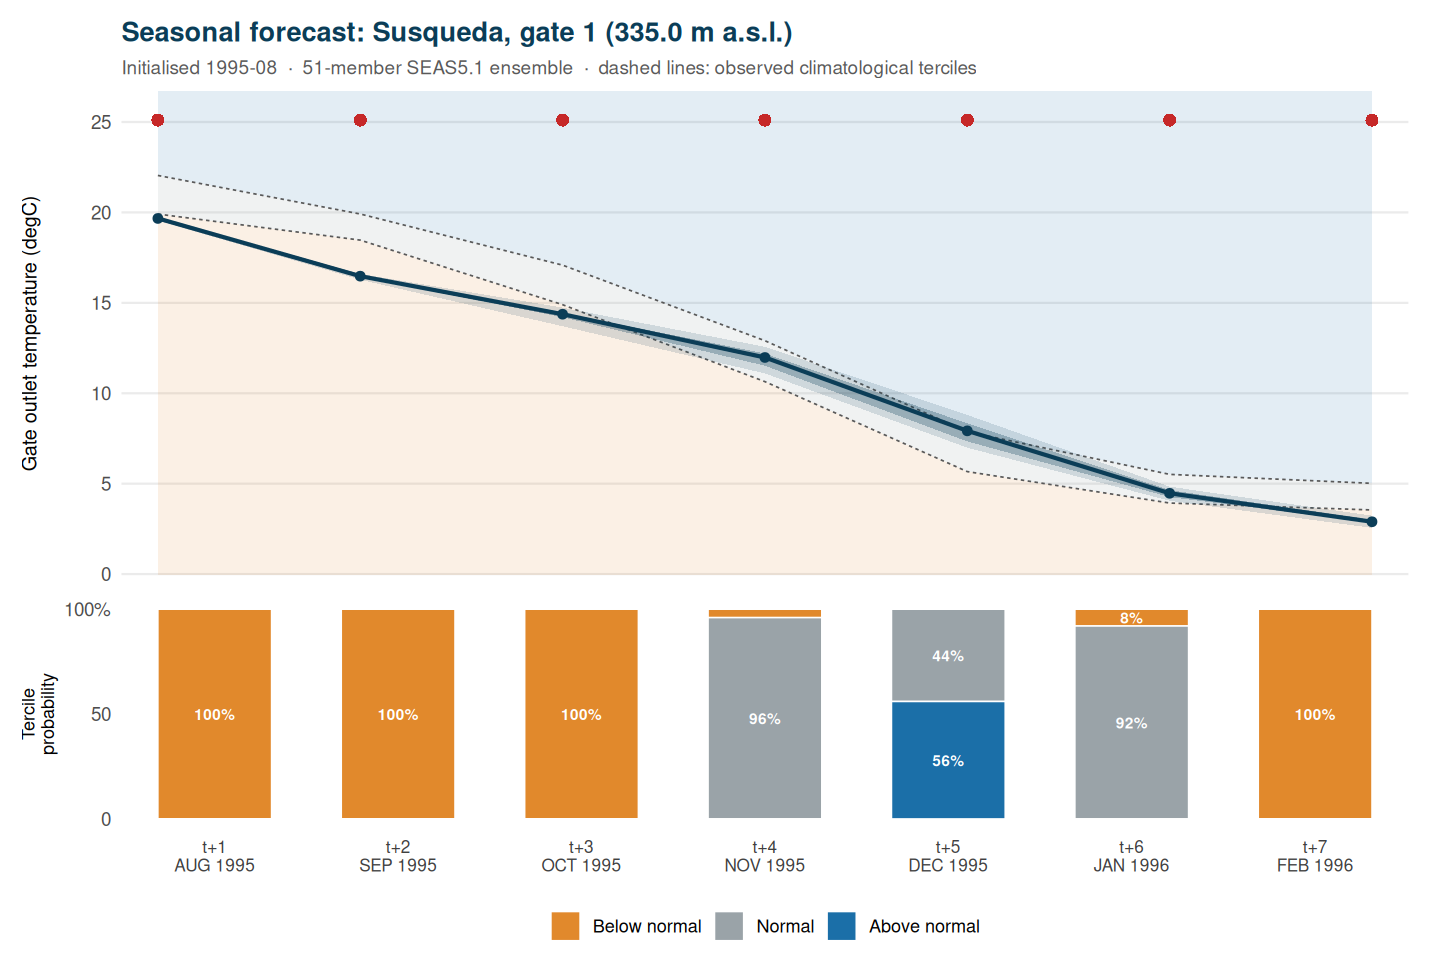 Seasonal forecast: Susqueda, gate 1 (335.0 m a.s.l.)
Initialised 1995-08 · 51-member SEAS5.1 ensemble · dashed lines: observed climatological terciles
Gate outlet temperature (degC)
25
20
15
10
5
0
Tercile
probability
100%
50
0
100%
100%
100%
96%
44%
56%
8%
92%
100%
t+1
AUG 1995
t+2
SEP 1995
t+3
OCT 1995
t+4
NOV 1995
t+5
DEC 1995
t+6
JAN 1996
t+7
FEB 1996
Below normal
Normal
Above normal